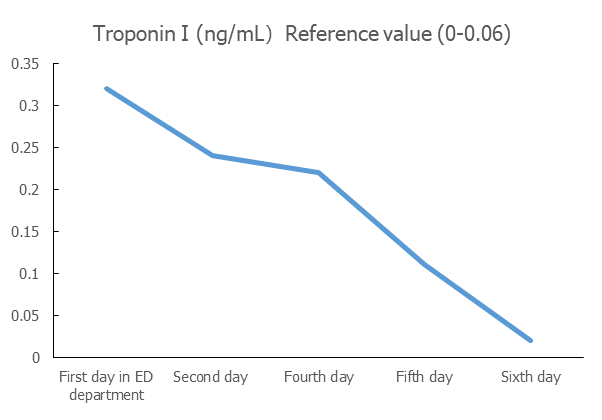 Troponin I (ng/mL)  Reference value (0-0.06)
0.35
0.3
0.25
0.2
0.15
0.1
0.05
0
First day in ED department
Second day
Fourth day
Fifth day
Sixth day